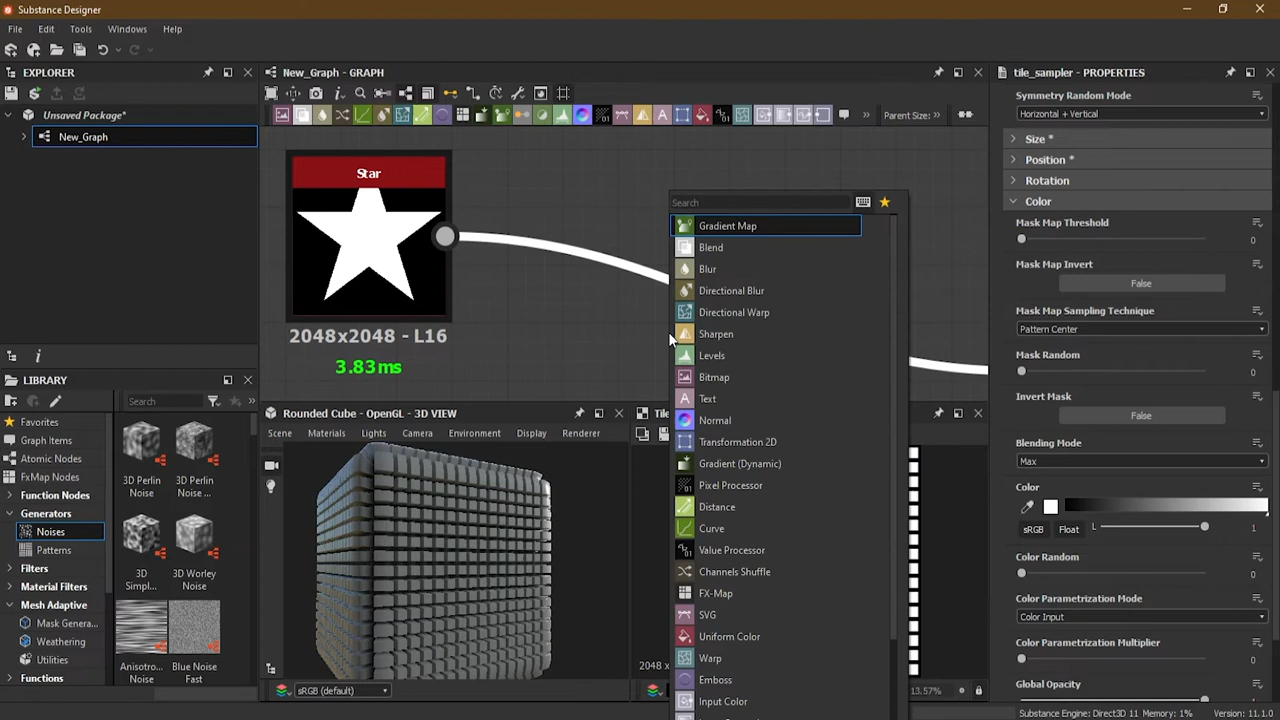 Substance Designer
File Edit Tools Windows Help
EXPLORER
Unsaved Package*
New_Graph
LIBRARY
Search
Favorites
Graph Items
Atomic Nodes
FxMap Nodes
Function Nodes
Generators
Noises
Patterns
Filters
Material Filters
Mesh Adaptive
Mask Genera...
Weathering
Utilities
Functions
3D Perlin
Noise
3D Perlin
Noise ...
3D
Simpl...
3D Worley
Noise
Anisotro...
Noise
Blue Noise
Fast
New_Graph - GRAPH
Parent Size:
Star
2048x2048 - L16
3.83ms
Search
Gradient Map
Blend
Blur
Directional Blur
Directional Warp
Sharpen
Levels
Bitmap
Text
Normal
Transformation 2D
Gradient (Dynamic)
Pixel Processor
Distance
Curve
Value Processor
Channels Shuffle
FX-Map
SVG
Uniform Color
Warp
Emboss
Input Color
Rounded Cube - OpenGL - 3D VIEW
Scene Materials Lights Camera Environment Display Renderer
sRGB (default)
2048 x
13.57%
tile_sampler - PROPERTIES
Symmetry Random Mode
Horizontal + Vertical
Size *
Position *
Rotation
Color
Mask Map Threshold
0
Mask Map Invert
False
Mask Map Sampling Technique
Pattern Center
Mask Random
0
Invert Mask
False
Blending Mode
Max
Color
sRGB Float L 1
Color Random
0
Color Parametrization Mode
Color Input
Color Parametrization Multiplier
0
Global Opacity
1
Substance Engine: Direct3D 11 Memory: 1% Version: 11.1.0